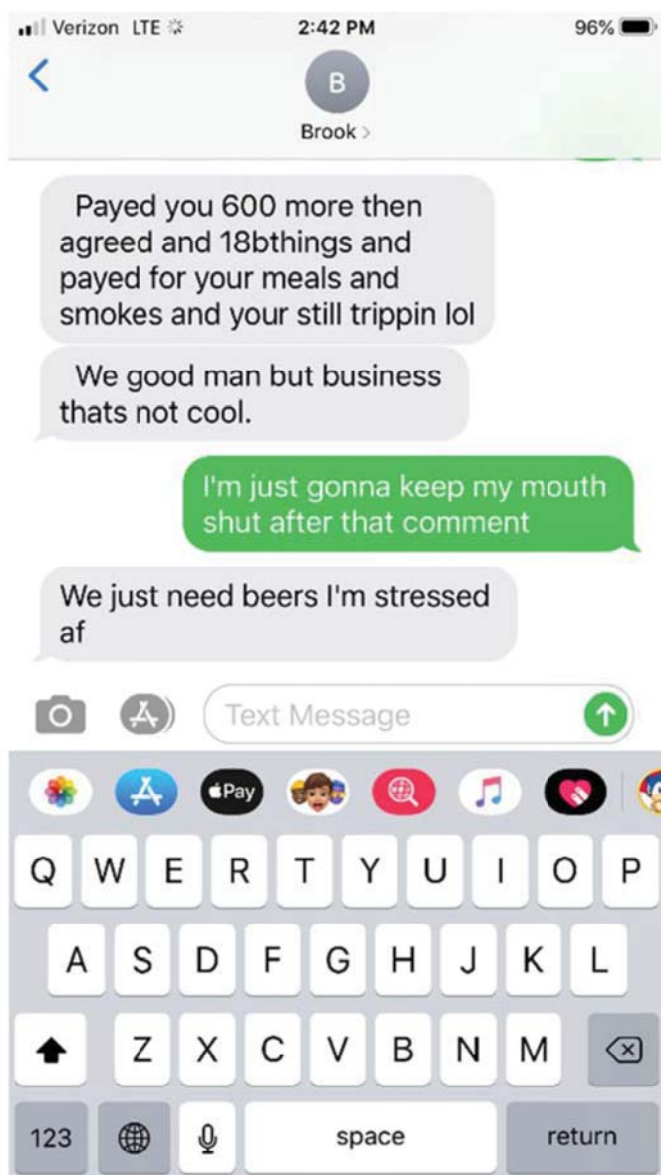 Verizon LTE 2:42 PM 96%
B
Brook >
Payed you 600 more then
agreed and 18bthings and
payed for your meals and
smokes and your still trippin lol
We good man but business
thats not cool.
I'm just gonna keep my mouth
shut after that comment
We just need beers I'm stressed
af
Text Message
Pay
Q W E R T Y U I O P
A S D F G H J K L
Z X C V B N M
123 space return